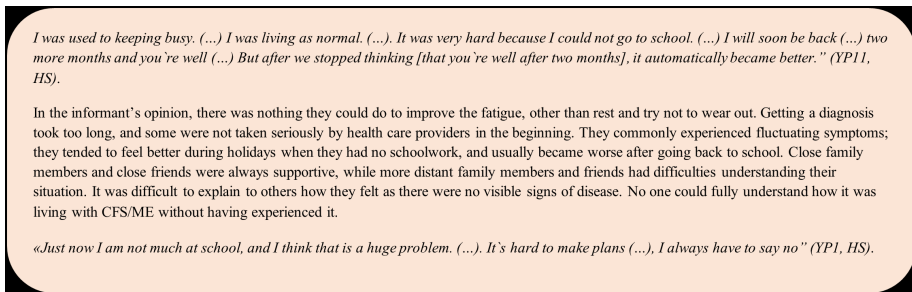 I was used to keeping busy. (…) I was living as normal. (…). It was very hard because I could not go to school. (…) I will soon be back (…) two
more months and you`re well (…) But after we stopped thinking [that you`re well after two months], it automatically became better.” (YP11,
HS).
In the informant’s opinion, there was nothing they could do to improve the fatigue, other than rest and try not to wear out. Getting a diagnosis
took too long, and some were not taken seriously by health care providers in the beginning. They commonly experienced fluctuating symptoms;
they tended to feel better during holidays when they had no schoolwork, and usually became worse after going back to school. Close family
members and close friends were always supportive, while more distant family members and friends had difficulties understanding their
situation. It was difficult to explain to others how they felt as there were no visible signs of disease. No one could fully understand how it was
living with CFS/ME without having experienced it.
«Just now I am not much at school, and I think that is a huge problem. (…). It`s hard to make plans (…), I always have to say no” (YP1, HS).